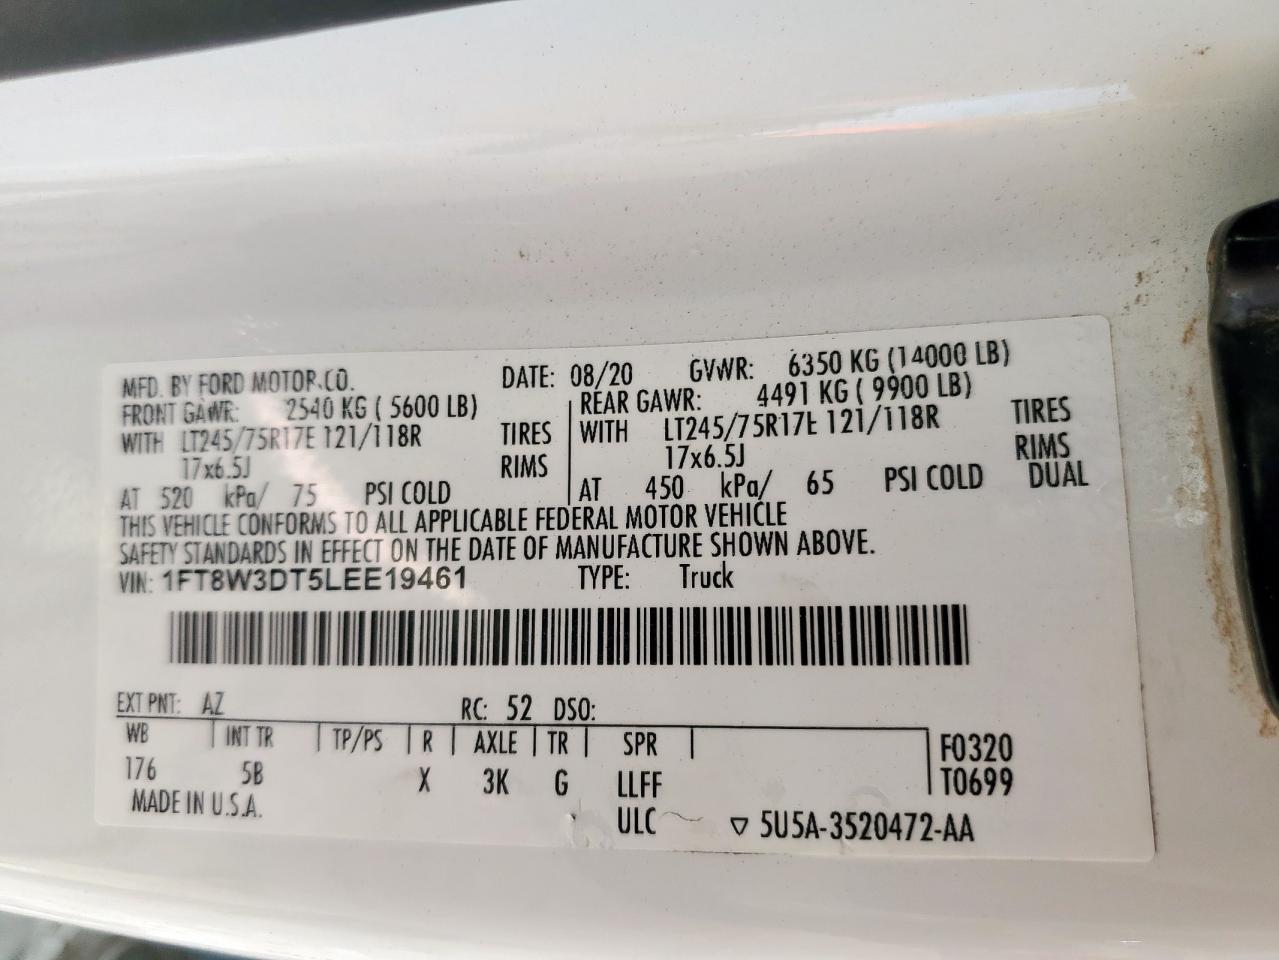 MFD. BY FORD MOTOR CO. DATE: 08/20 GVWR: 6350 KG (14000 LB)
FRONT GAWR: 2540 KG ( 5600 LB) REAR GAWR: 4491 KG ( 9900 LB)
WITH LT245/75R17E 121/118R TIRES WITH LT245/75R17E 121/118R TIRES
17x6.5J RIMS 17x6.5J RIMS
AT 520 kPa/ 75 PSI COLD AT 450 kPa/ 65 PSI COLD DUAL
THIS VEHICLE CONFORMS TO ALL APPLICABLE FEDERAL MOTOR VEHICLE
SAFETY STANDARDS IN EFFECT ON THE DATE OF MANUFACTURE SHOWN ABOVE.
VIN: 1FT8W3DT5LEE19461 TYPE: Truck
EXT PNT: AZ RC: 52 DSO:
WB INT TR TP/PS R AXLE TR SPR F0320
176 5B X 3K G LLFF T0699
MADE IN U.S.A. ULC 5U5A-3520472-AA